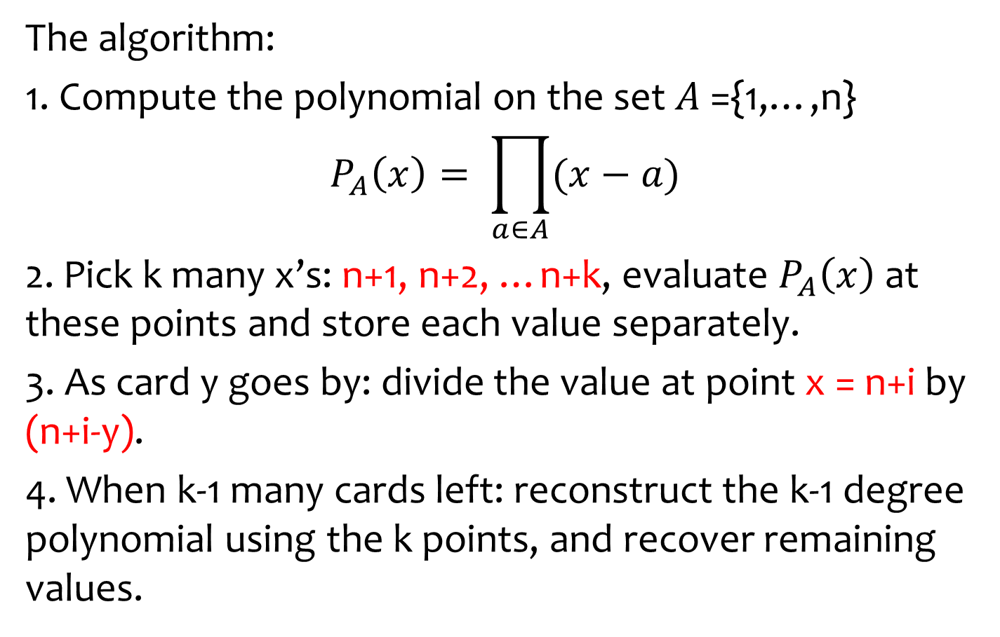 The algorithm:
1. Compute the polynomial on the set A ={1,…,n}
P_A(x) = ∏(x − a)
a∈A
2. Pick k many x’s: n+1, n+2, … n+k, evaluate P_A(x) at
these points and store each value separately.
3. As card y goes by: divide the value at point x = n+i by
(n+i-y).
4. When k-1 many cards left: reconstruct the k-1 degree
polynomial using the k points, and recover remaining
values.